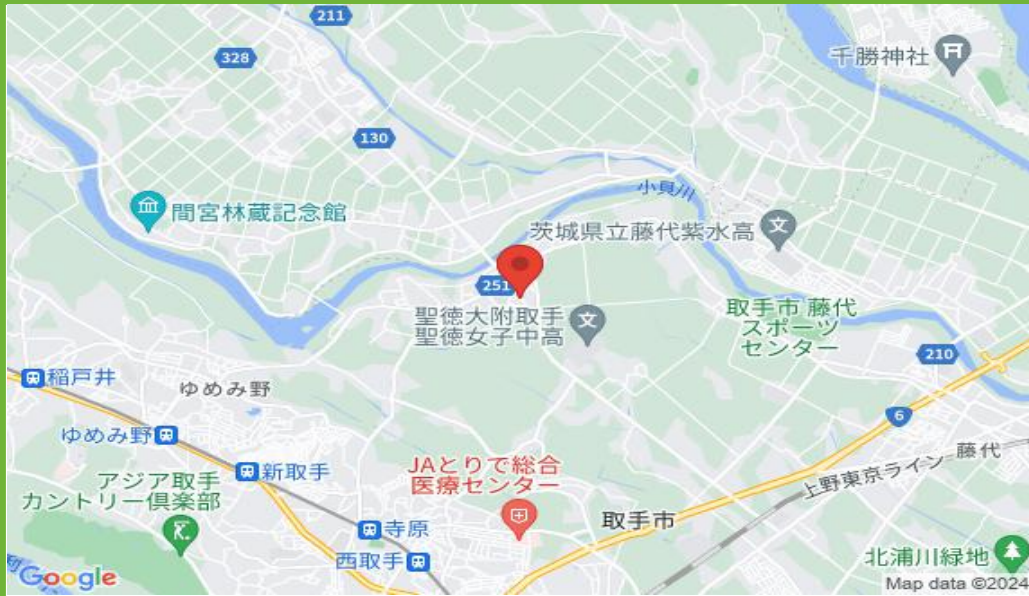 211
328
千勝神社
130
小貝川
間宮林蔵記念館
茨城県立藤代紫水高
251
聖徳大附取手
聖徳女子中高
取手市 藤代
スポーツ
センター
210
稲戸井
ゆめみ野
6
ゆめみ野
新取手
JAとりで総合
医療センター
上野東京ライン
藤代
アジア取手
カントリー倶楽部
取手市
寺原
西取手
北浦川緑地
利
Google
Map data ©2024